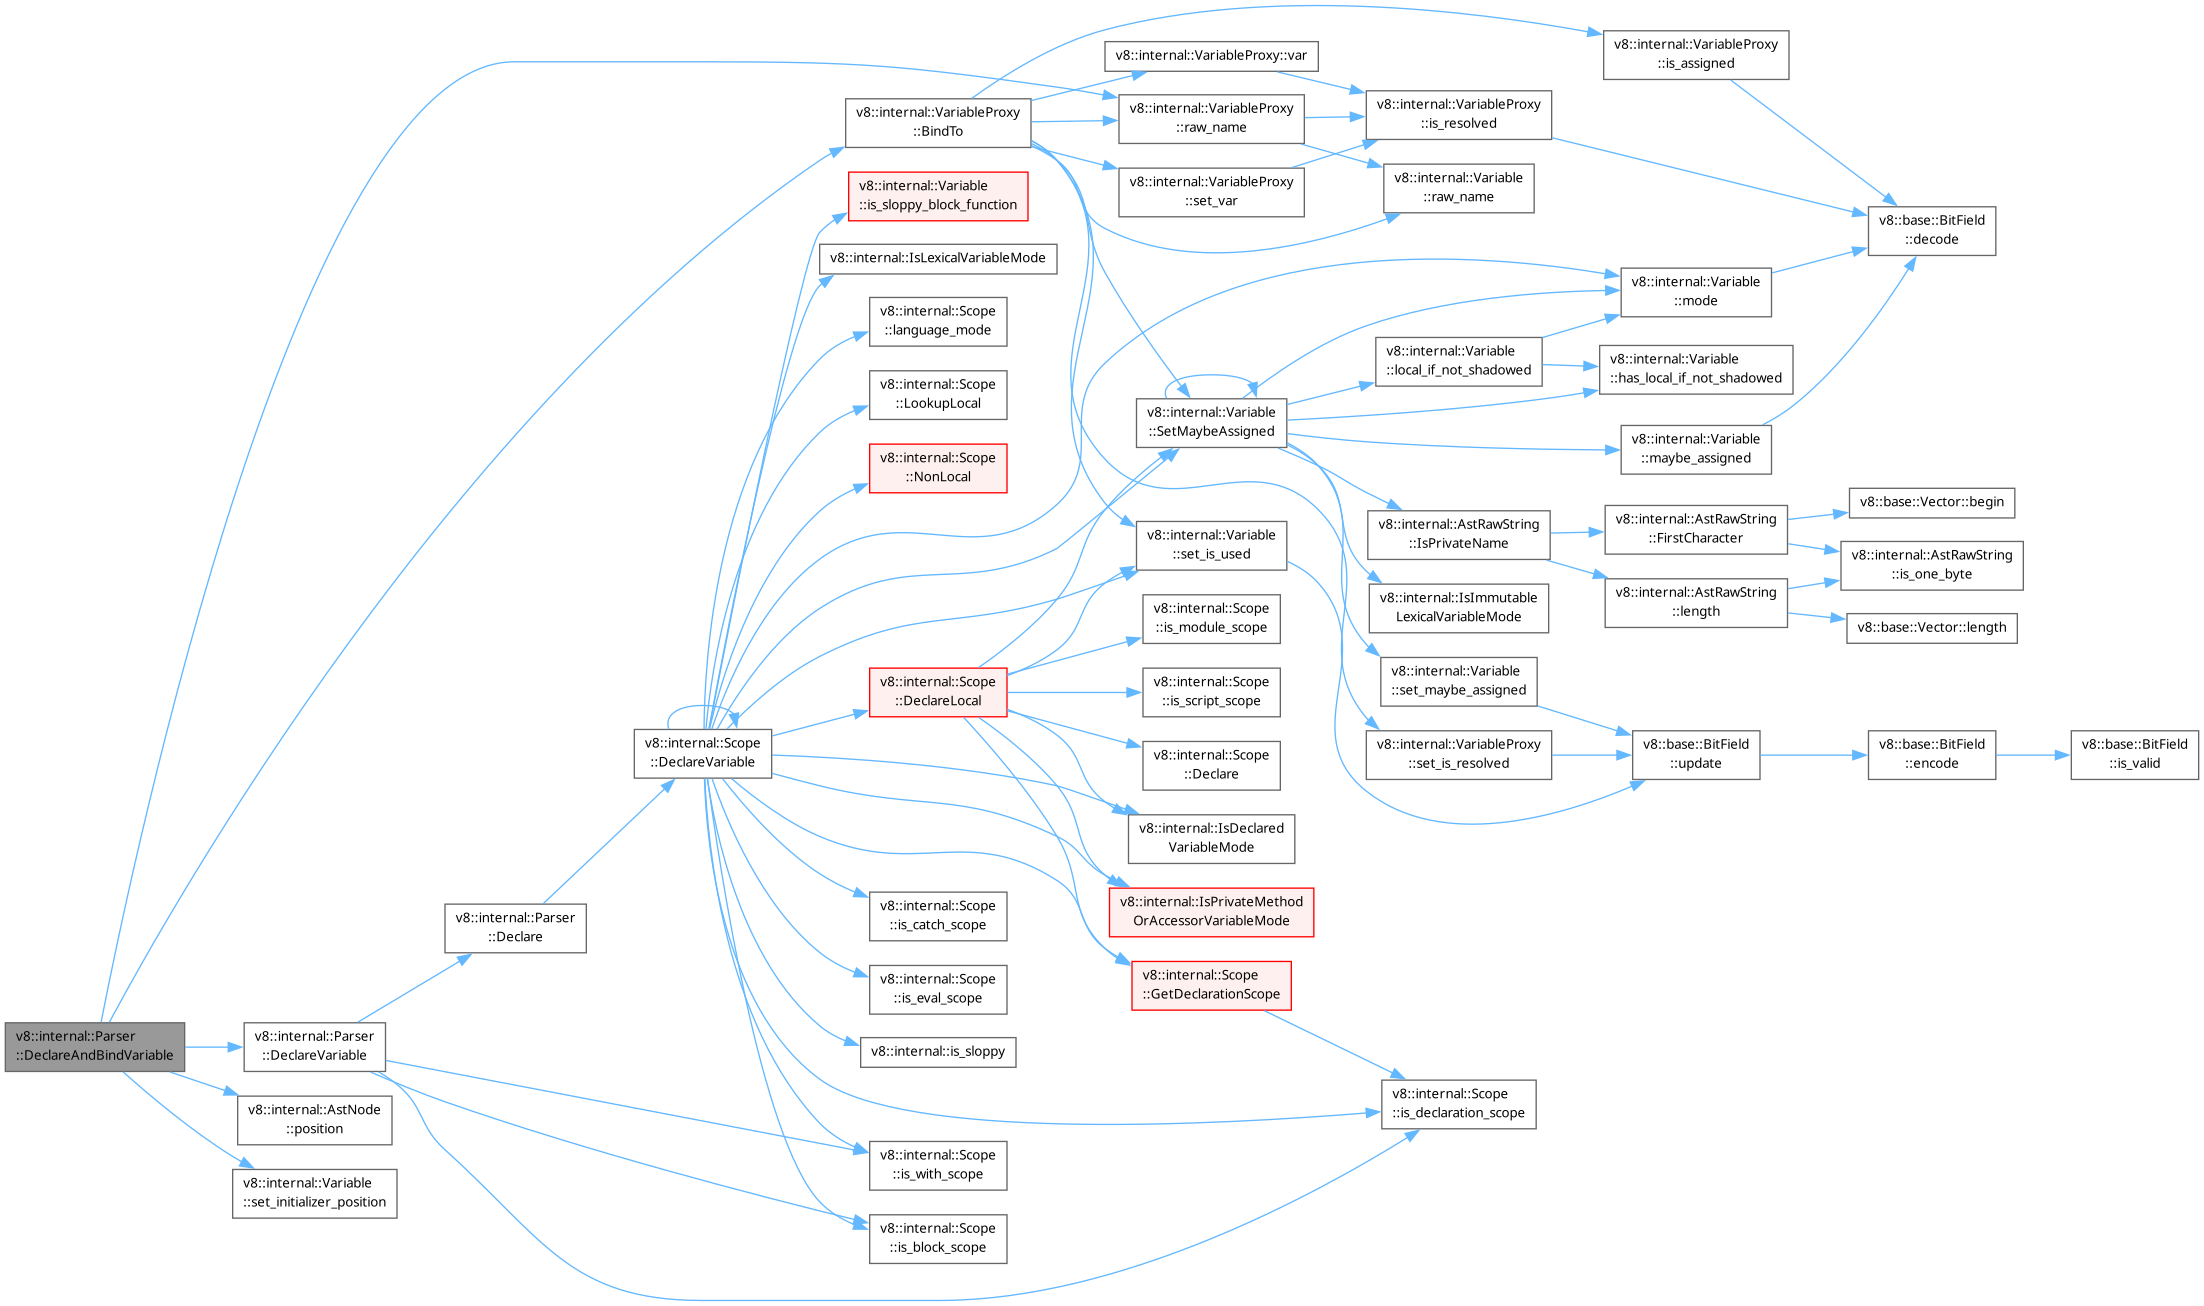 v8::internal::Parser
::DeclareAndBindVariable
v8::internal::Parser
::DeclareVariable
v8::internal::AstNode
::position
v8::internal::Variable
::set_initializer_position
v8::internal::Parser
::Declare
v8::internal::Scope
::DeclareVariable
v8::internal::VariableProxy
::BindTo
v8::internal::Variable
::is_sloppy_block_function
v8::internal::IsLexicalVariableMode
v8::internal::Scope
::language_mode
v8::internal::Scope
::LookupLocal
v8::internal::Scope
::NonLocal
v8::internal::Scope
::DeclareLocal
v8::internal::Scope
::is_catch_scope
v8::internal::Scope
::is_eval_scope
v8::internal::is_sloppy
v8::internal::Scope
::is_with_scope
v8::internal::Scope
::is_block_scope
v8::internal::VariableProxy::var
v8::internal::VariableProxy
::raw_name
v8::internal::VariableProxy
::set_var
v8::internal::Variable
::SetMaybeAssigned
v8::internal::Variable
::set_is_used
v8::internal::Scope
::is_module_scope
v8::internal::Scope
::is_script_scope
v8::internal::Scope
::Declare
v8::internal::IsDeclared
VariableMode
v8::internal::IsPrivateMethod
OrAccessorVariableMode
v8::internal::Scope
::GetDeclarationScope
v8::internal::VariableProxy
::is_resolved
v8::internal::Variable
::raw_name
v8::internal::Variable
::local_if_not_shadowed
v8::internal::AstRawString
::IsPrivateName
v8::internal::IsImmutable
LexicalVariableMode
v8::internal::Variable
::set_maybe_assigned
v8::internal::VariableProxy
::set_is_resolved
v8::internal::Scope
::is_declaration_scope
v8::internal::VariableProxy
::is_assigned
v8::internal::Variable
::mode
v8::internal::Variable
::has_local_if_not_shadowed
v8::internal::Variable
::maybe_assigned
v8::internal::AstRawString
::FirstCharacter
v8::internal::AstRawString
::length
v8::base::BitField
::update
v8::base::BitField
::decode
v8::base::Vector::begin
v8::internal::AstRawString
::is_one_byte
v8::base::Vector::length
v8::base::BitField
::encode
v8::base::BitField
::is_valid